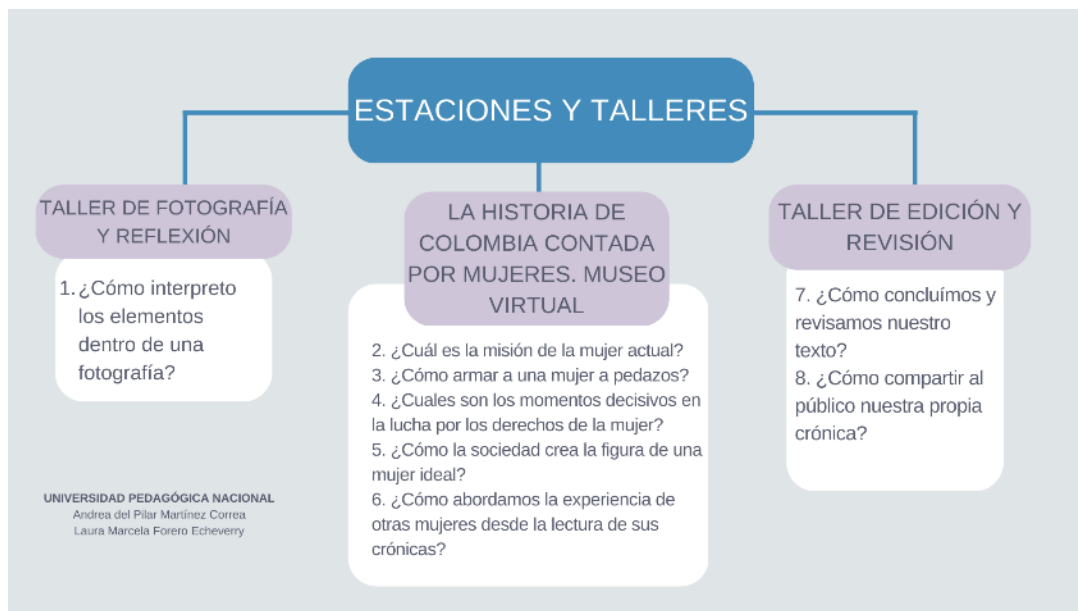 ESTACIONES Y TALLERES
TALLER DE FOTOGRAFÍA
Y REFLEXIÓN
1. ¿Cómo interpreto
los elementos
dentro de una
fotografía?
LA HISTORIA DE
COLOMBIA CONTADA
POR MUJERES. MUSEO
VIRTUAL
2. ¿Cuál es la misión de la mujer actual?
3. ¿Cómo armar a una mujer a pedazos?
4. ¿Cuales son los momentos decisivos en
la lucha por los derechos de la mujer?
5. ¿Cómo la sociedad crea la figura de una
mujer ideal?
6. ¿Cómo abordamos la experiencia de
otras mujeres desde la lectura de sus
crónicas?
TALLER DE EDICIÓN Y
REVISIÓN
7. ¿Cómo concluímos y
revisamos nuestro
texto?
8. ¿Cómo compartir al
público nuestra propia
crónica?
UNIVERSIDAD PEDAGÓGICA NACIONAL
Andrea del Pilar Martínez Correa
Laura Marcela Forero Echeverry